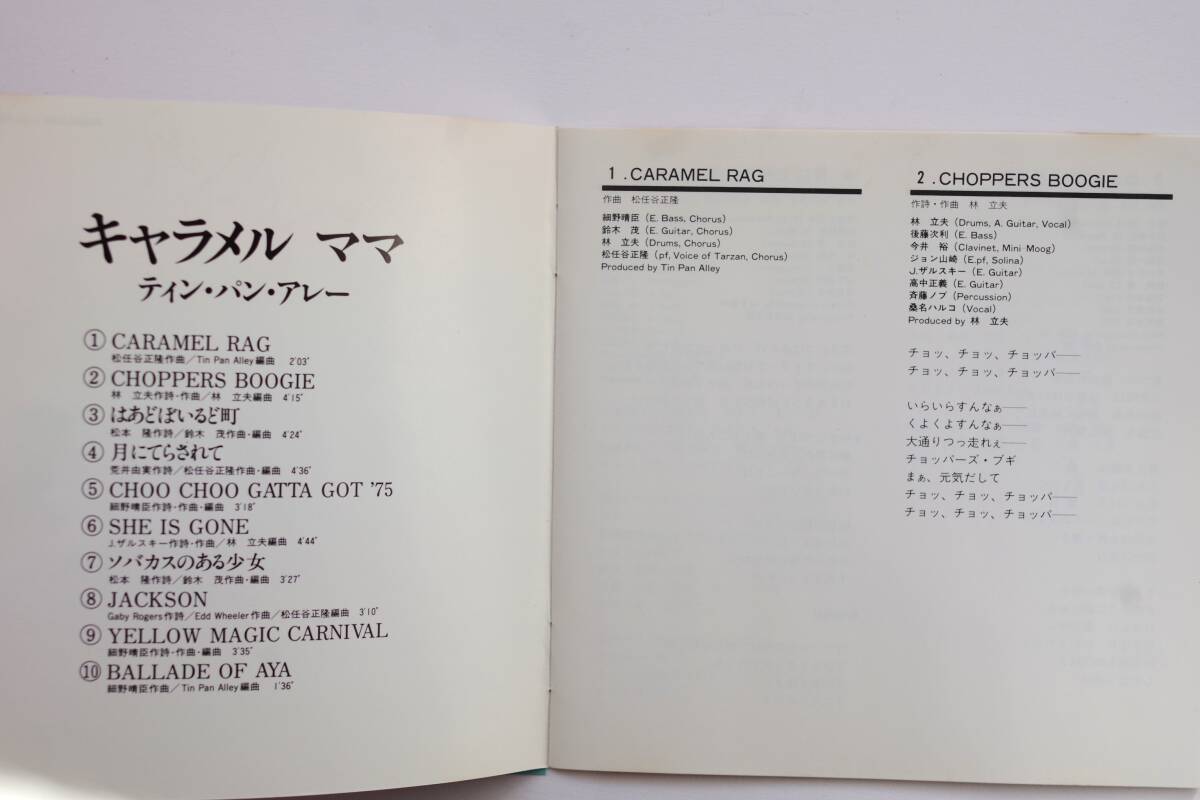 キャラメル ママ
ティン・パン・アレー
① CARAMEL RAG
松任谷正隆作曲／Tin Pan Alley編曲 2'03"
② CHOPPERS BOOGIE
林 立夫作詩・作曲／林 立夫編曲 4'15"
③ はあどぼいるど町
松本 隆作詩／鈴木 茂作曲・編曲 4'24"
④ 月にてらされて
荒井由実作詩／松任谷正隆作曲・編曲 4'36"
⑤ CHOO CHOO GATTA GOT '75
細野晴臣作詩・作曲・編曲 3'18"
⑥ SHE IS GONE
J.ザルスキー作詩・作曲／林 立夫編曲 4'44"
⑦ ソバカスのある少女
松本 隆作詩／鈴木 茂作曲・編曲 3'27"
⑧ JACKSON
Gaby Rogers作詩／Edd Wheeler作曲／松任谷正隆編曲 3'10"
⑨ YELLOW MAGIC CARNIVAL
細野晴臣作詩・作曲・編曲 3'35"
⑩ BALLADE OF AYA
細野晴臣作曲／Tin Pan Alley編曲 1'36"
1.CARAMEL RAG
作曲 松任谷正隆
細野晴臣（E. Bass, Chorus）
鈴木 茂（E. Guitar, Chorus）
林 立夫（Drums, Chorus）
松任谷正隆（pf, Voice of Tarzan, Chorus）
Produced by Tin Pan Alley
2.CHOPPERS BOOGIE
作詩・作曲 林 立夫
林 立夫（Drums, A. Guitar, Vocal）
後藤次利（E. Bass）
今井 裕（Clavinet, Mini-Moog）
ジョン山崎（E.pf, Solina）
J.ザルスキー（E. Guitar）
高中正義（E. Guitar）
斉藤ノブ（Percussion）
桑名ハルコ（Vocal）
Produced by 林 立夫
チョッ、チョッ、チョッパ――
チョッ、チョッ、チョッパ――
いらいらすんなぁ――
くよくよすんなぁ――
大通りつっ走れぇ――
チョッパーズ・ブギ
まぁ、元気だして
チョッ、チョッ、チョッパ――
チョッ、チョッ、チョッパ――